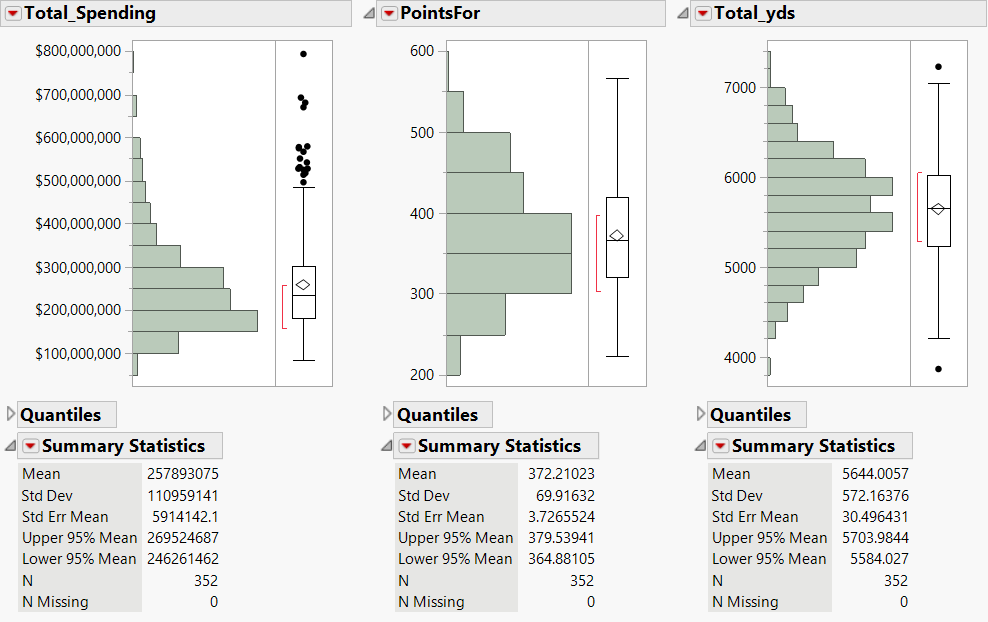 Total_Spending
$800,000,000
$700,000,000
$600,000,000
$500,000,000
$400,000,000
$300,000,000
$200,000,000
$100,000,000
Quantiles
Summary Statistics
Mean 257893075
Std Dev 110959141
Std Err Mean 5914142.1
Upper 95% Mean 269524687
Lower 95% Mean 246261462
N 352
N Missing 0
PointsFor
600
500
400
300
200
Quantiles
Summary Statistics
Mean 372.21023
Std Dev 69.91632
Std Err Mean 3.7265524
Upper 95% Mean 379.53941
Lower 95% Mean 364.88105
N 352
N Missing 0
Total_yds
7000
6000
5000
4000
Quantiles
Summary Statistics
Mean 5644.0057
Std Dev 572.16376
Std Err Mean 30.496431
Upper 95% Mean 5703.9844
Lower 95% Mean 5584.027
N 352
N Missing 0